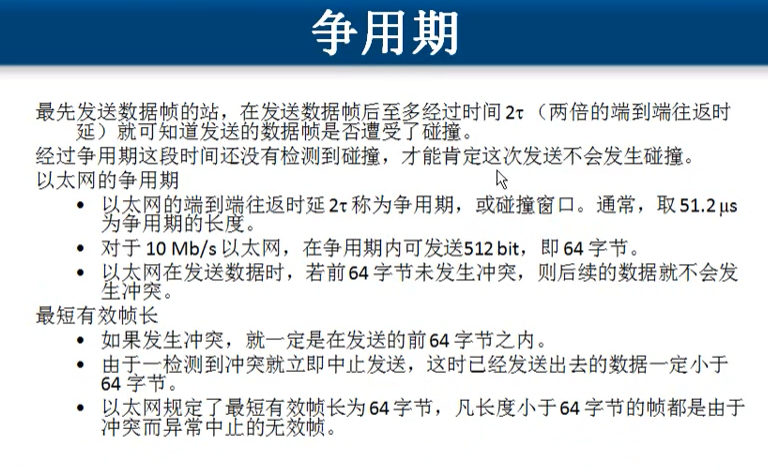 争用期
最先发送数据帧的站，在发送数据帧后至多经过时间 2τ （两倍的端到端往返时
延）就可知道发送的数据帧是否遭受了碰撞。
经过争用期这段时间还没有检测到碰撞，才能肯定这次发送不会发生碰撞。
以太网的争用期
• 以太网的端到端往返时延 2τ 称为争用期，或碰撞窗口。通常，取 51.2 μs
为争用期的长度。
• 对于 10 Mb/s 以太网，在争用期内可发送512 bit，即 64 字节。
• 以太网在发送数据时，若前 64 字节未发生冲突，则后续的数据就不会发
生冲突。
最短有效帧长
• 如果发生冲突，就一定是在发送的前 64 字节之内。
• 由于一检测到冲突就立即中止发送，这时已经发送出去的数据一定小于
64 字节。
• 以太网规定了最短有效帧长为 64 字节，凡长度小于 64 字节的帧都是由于
冲突而异常中止的无效帧。